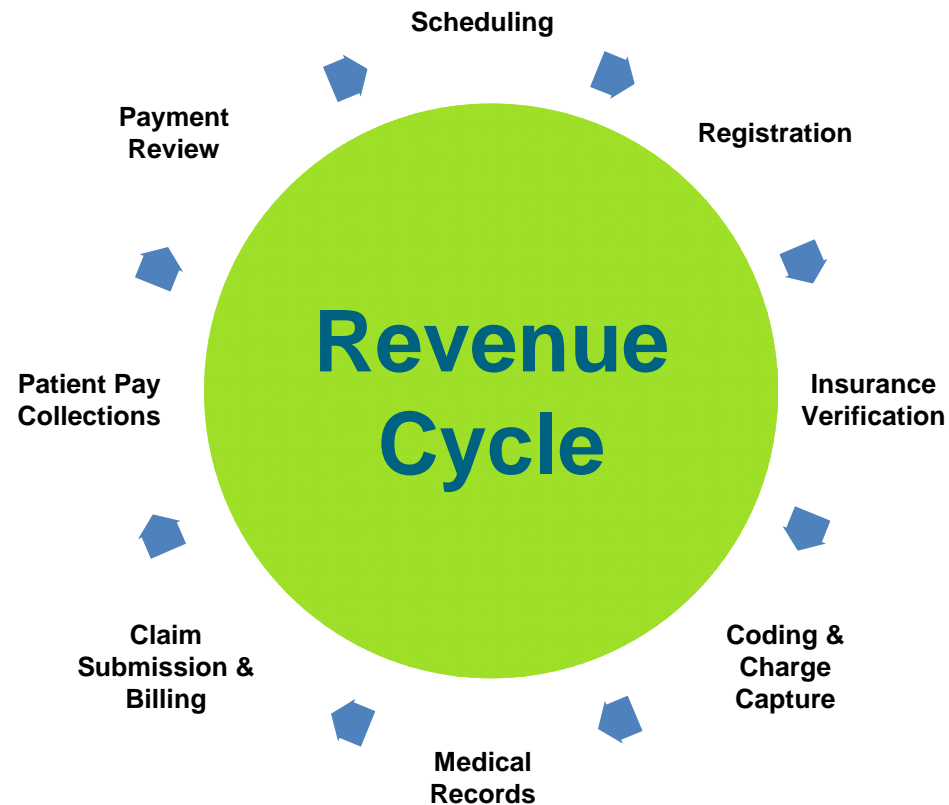 Scheduling
Registration
Insurance
Verification
Coding &
Charge
Capture
Medical
Records
Claim
Submission &
Billing
Patient Pay
Collections
Payment
Review
Revenue
Cycle